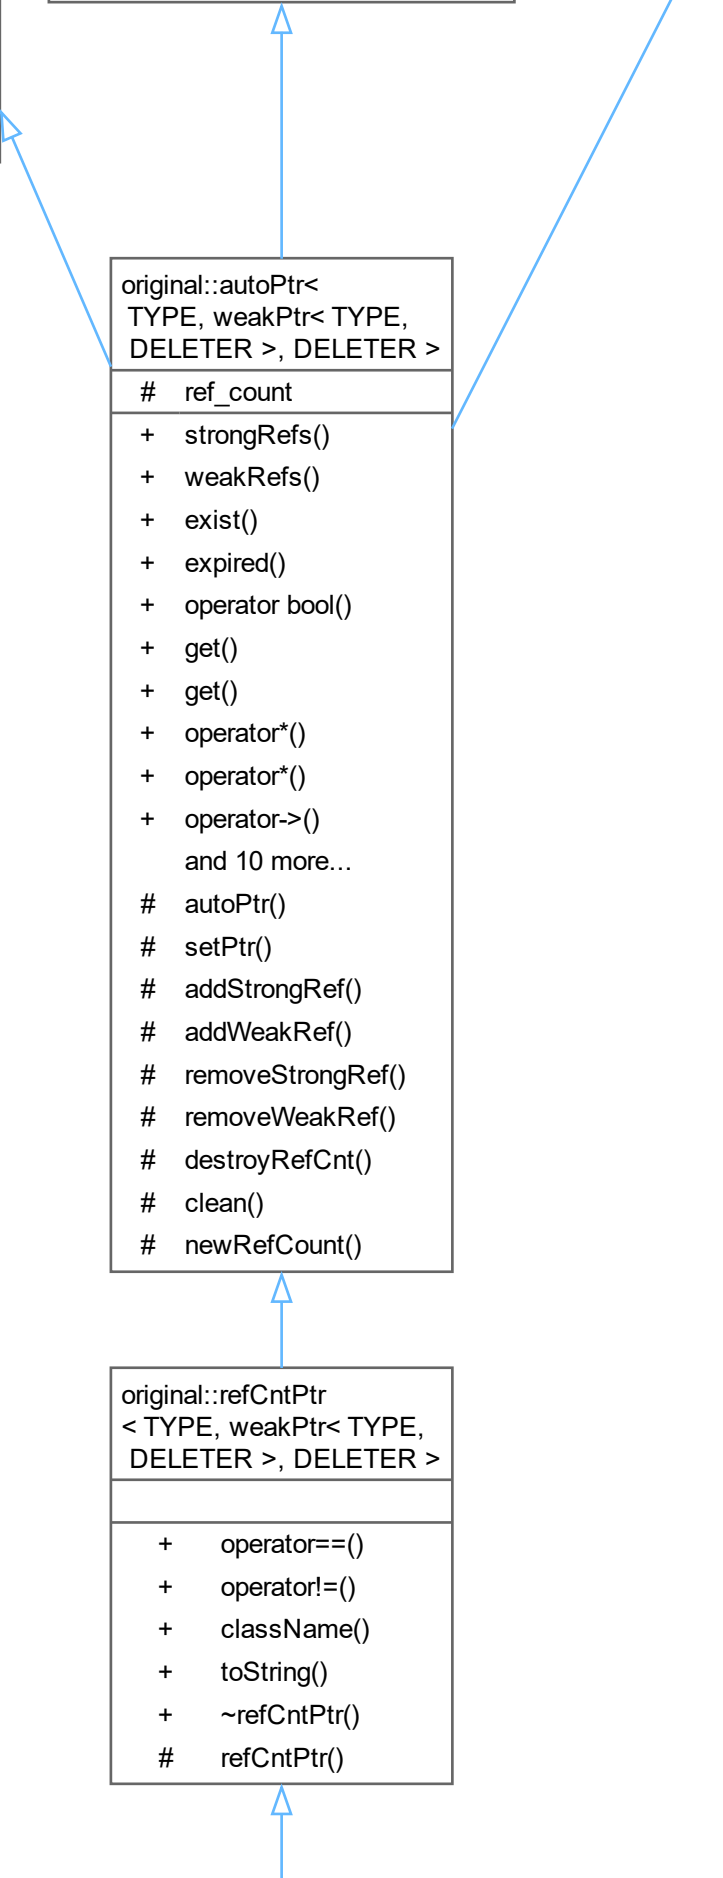 original::autoPtr<
TYPE, weakPtr< TYPE,
DELETER >, DELETER >
# ref_count
+ strongRefs()
+ weakRefs()
+ exist()
+ expired()
+ operator bool()
+ get()
+ get()
+ operator*()
+ operator*()
+ operator->()
and 10 more...
# autoPtr()
# setPtr()
# addStrongRef()
# addWeakRef()
# removeStrongRef()
# removeWeakRef()
# destroyRefCnt()
# clean()
# newRefCount()
original::refCntPtr
< TYPE, weakPtr< TYPE,
DELETER >, DELETER >
+ operator==()
+ operator!=()
+ className()
+ toString()
+ ~refCntPtr()
# refCntPtr()